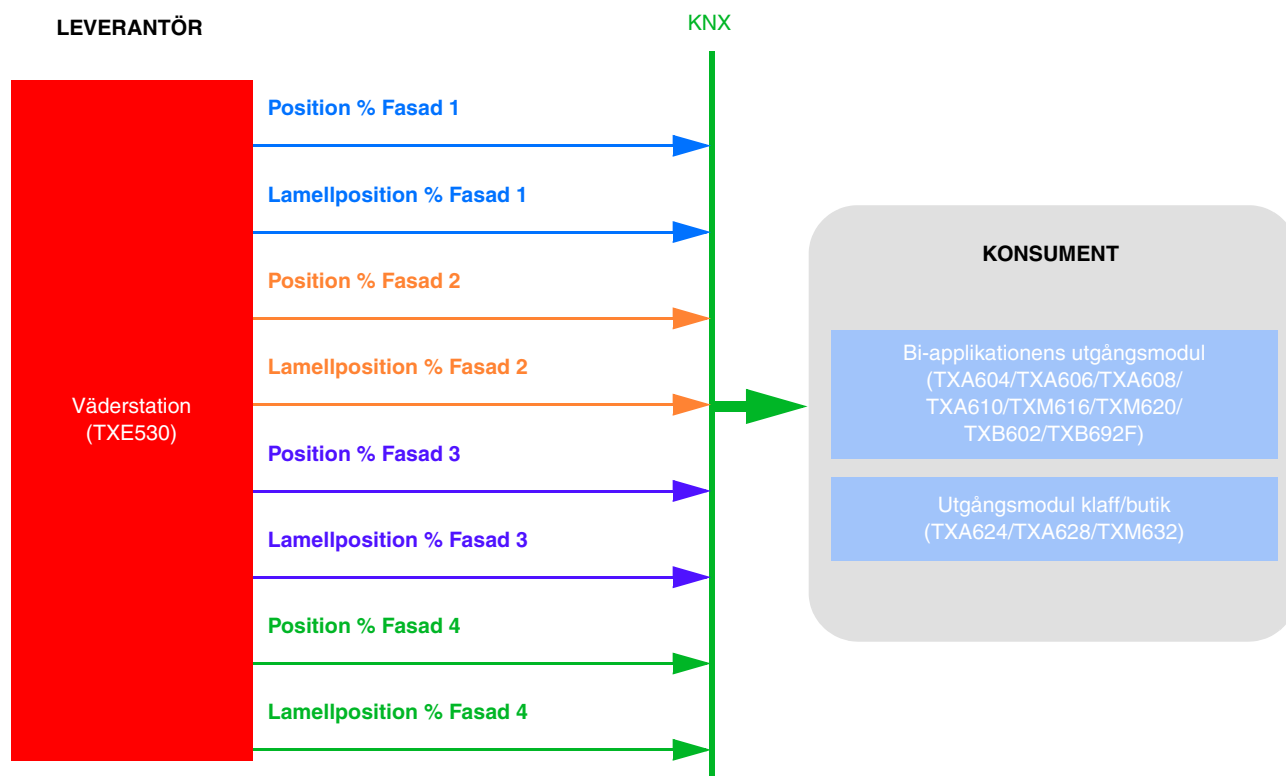 LEVERANTÖR
KNX
Väderstation
(TXE530)
Position % Fasad 1
Lamellposition % Fasad 1
Position % Fasad 2
Lamellposition % Fasad 2
Position % Fasad 3
Lamellposition % Fasad 3
Position % Fasad 4
Lamellposition % Fasad 4
KONSUMENT
Bi-applikationens utgångsmodul
(TXA604/TXA606/TXA608/
TXA610/TXM616/TXM620/
TXB602/TXB692F)
Utgångsmodul klaff/butik
(TXA624/TXA628/TXM632)